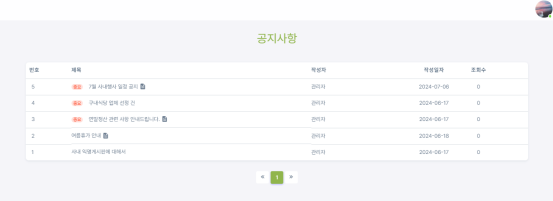 공지사항
번호 제목 작성자 작성일자 조회수
5 중요 7월 사내행사 일정 공지 관리자 2024-07-08 0
4 중요 구내식당 업체 선정 건 관리자 2024-06-17 0
3 중요 연말정산 관련 사항 안내드립니다. 관리자 2024-06-17 0
2 여름휴가 안내 관리자 2024-06-18 0
1 사내 익명게시판에 대해서 관리자 2024-06-17 0
« 1 »